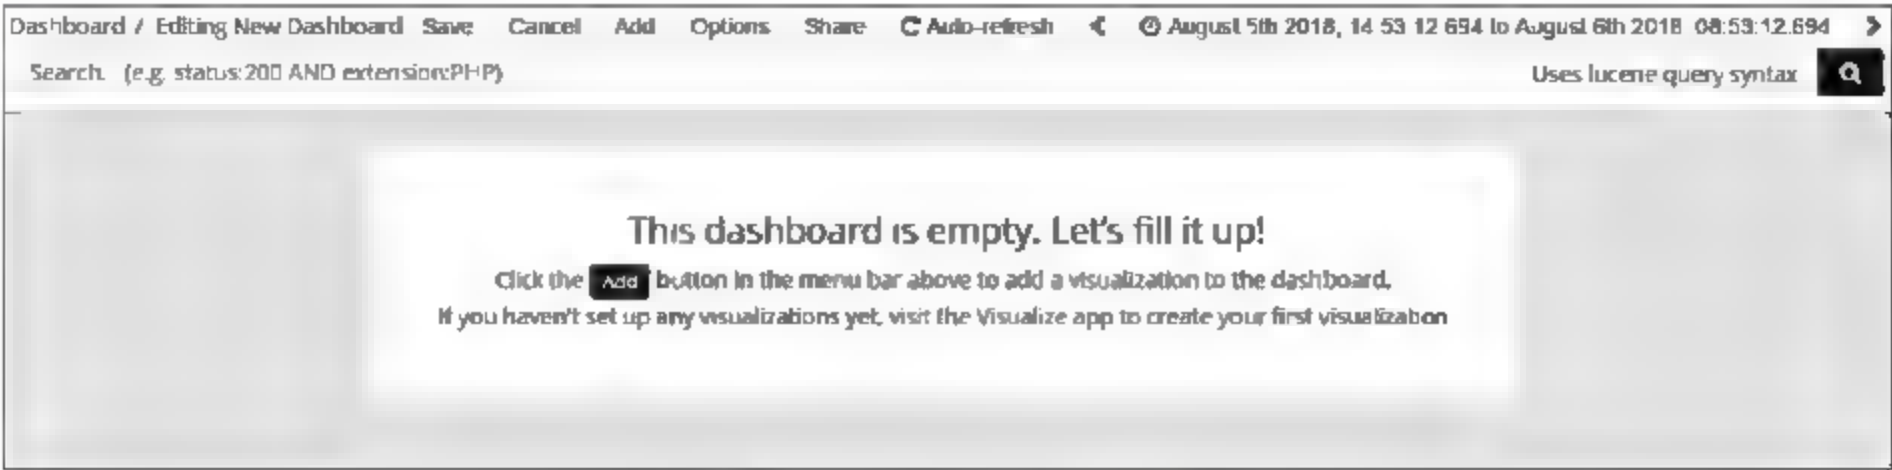 Dashboard / Editing New Dashboard Save Cancel Add Options Share Auto-refresh August 5th 2018, 14:53:12.694 to August 6th 2018 08:53:12.694
Search... (e.g. status:200 AND extension:PHP) Uses lucene query syntax
This dashboard is empty. Let's fill it up!
Click the Add button in the menu bar above to add a visualization to the dashboard.
If you haven't set up any visualizations yet, visit the Visualize app to create your first visualization